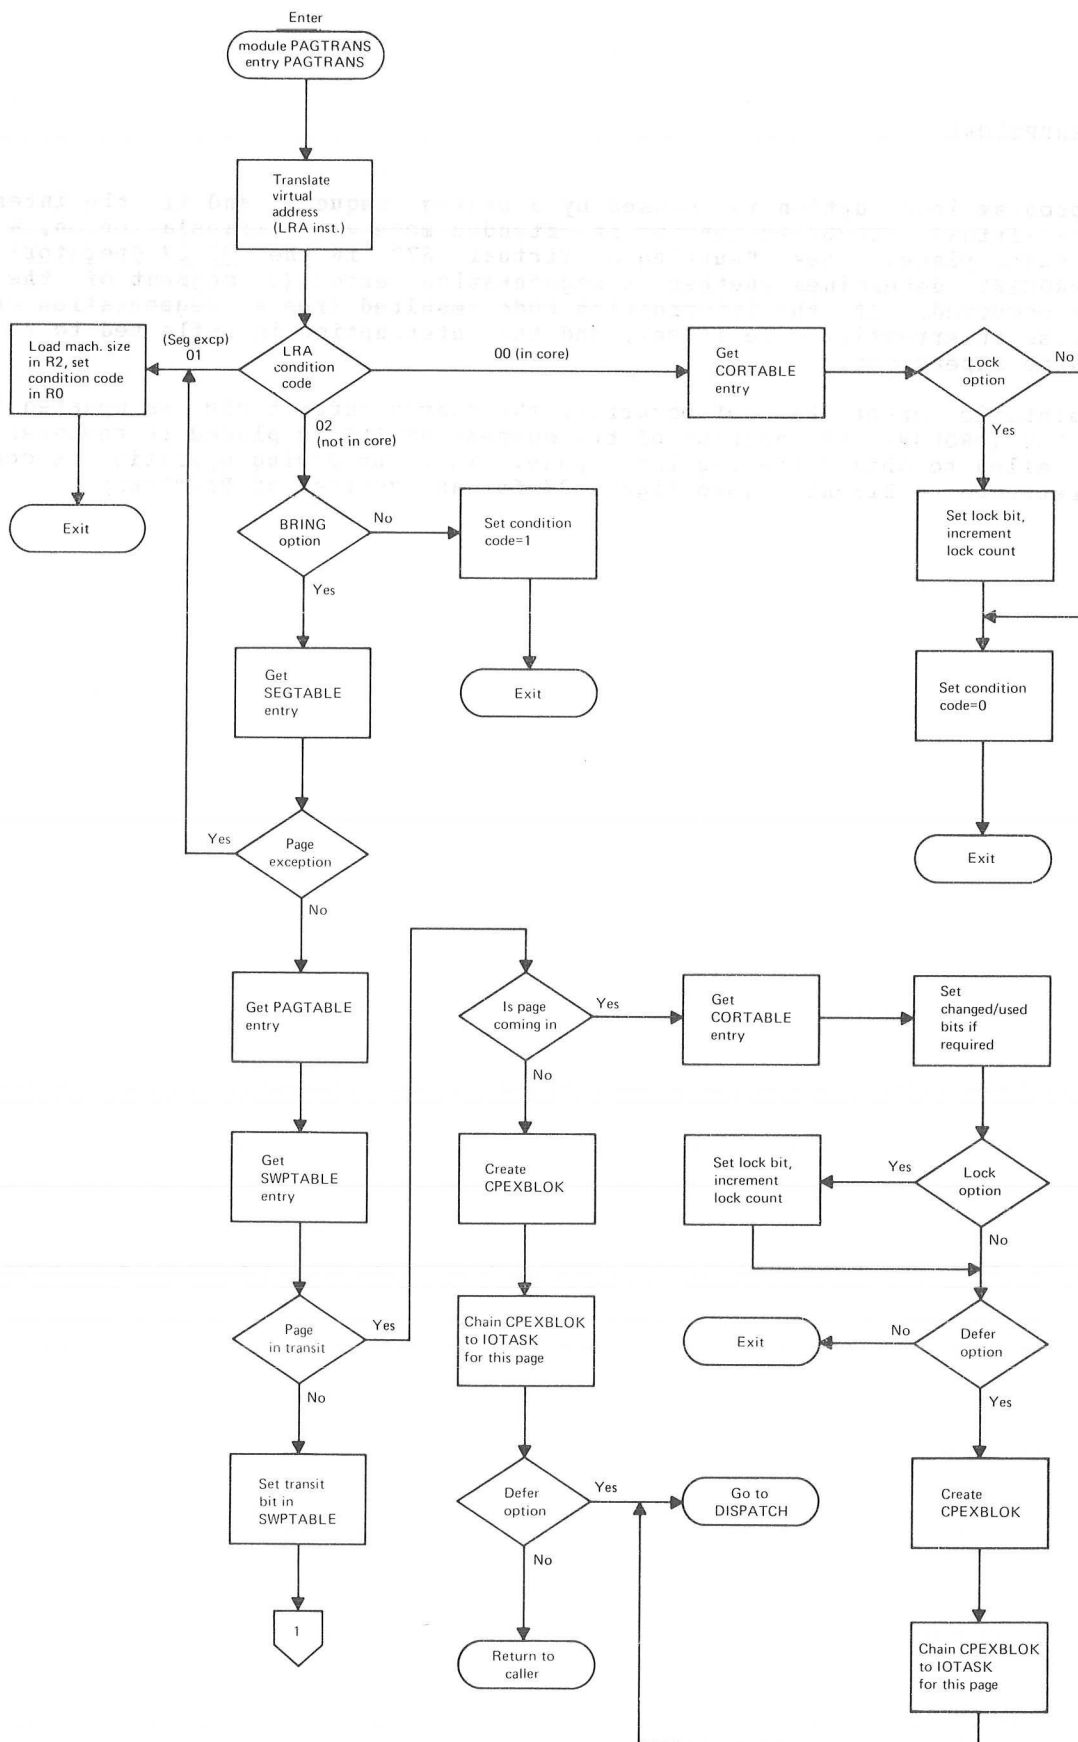 Enter
module PAGTRANS
entry PAGTRANS
Translate
virtual
address
(LRA inst.)
(Seg excp)
01
LRA
condition
code
00 (in core)
Load mach. size
in R2, set
condition code
in R0
Get
CORTABLE
entry
Lock
option
No
02
(not in core)
Yes
Exit
BRING
option
No
Set condition
code=1
Set lock bit,
increment
lock count
Yes
Get
SEGTABLE
entry
Exit
Set condition
code=0
Yes
Page
exception
Exit
No
Get PAGTABLE
entry
Is page
coming in
Yes
Get
CORTABLE
entry
Set
changed/used
bits if
required
No
Get
SWPTABLE
entry
Create
CPEXBLOK
Set lock bit,
increment
lock count
Yes
Lock
option
No
Page
in transit
Yes
Chain CPEXBLOK
to IOTASK
for this page
Exit
No
Defer
option
No
Yes
Set transit
bit in
SWPTABLE
Defer
option
Yes
Go to
DISPATCH
Create
CPEXBLOK
No
1
Return to
caller
Chain CPEXBLOK
to IOTASK
for this page